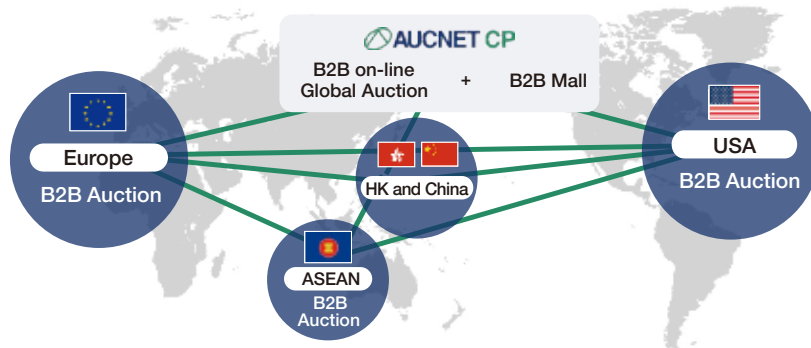 AUCNET CP
B2B on-line
Global Auction
+
B2B Mall
Europe
B2B Auction
HK and China
USA
B2B Auction
ASEAN
B2B
Auction